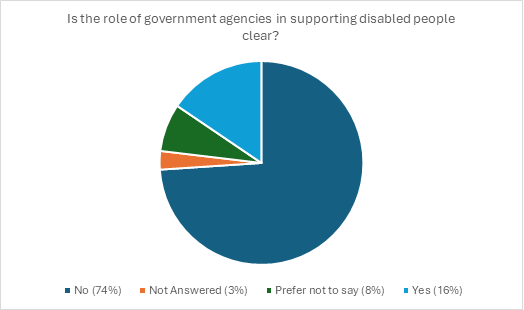 Is the role of government agencies in supporting disabled people
clear?
No (74%) Not Answered (3%) Prefer not to say (8%) Yes (16%)